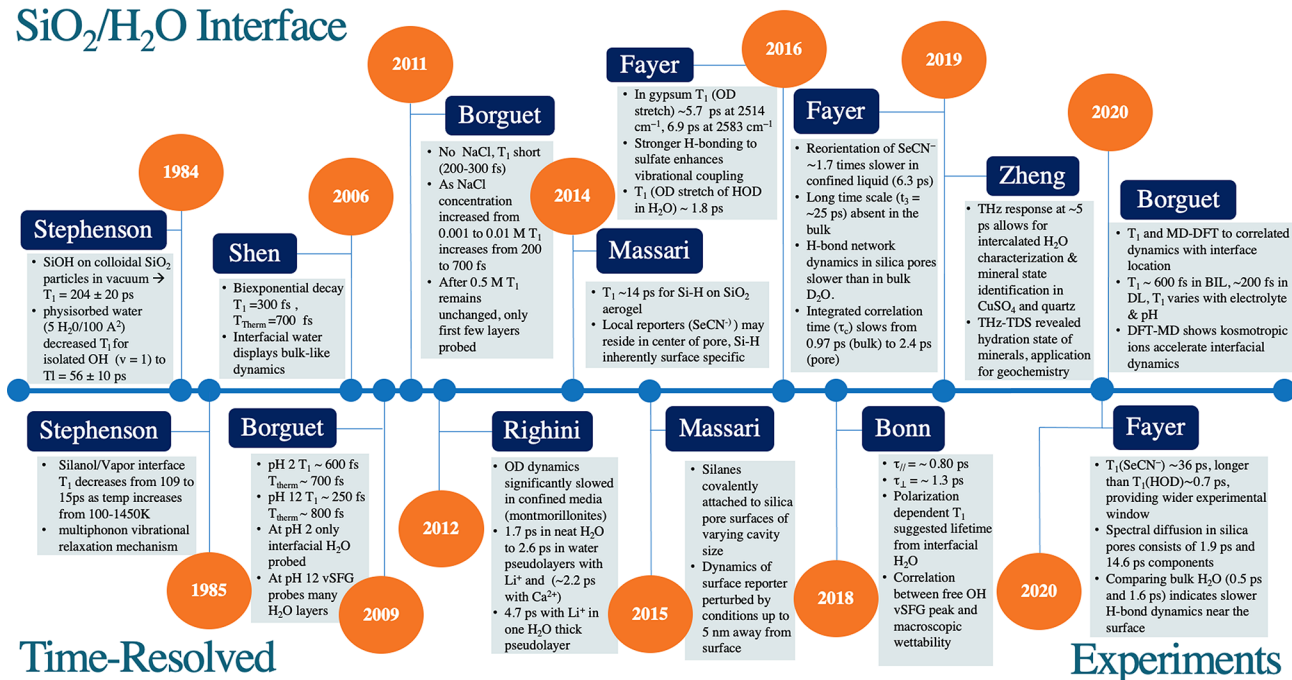 SiO₂/H₂O Interface
1984
Stephenson
• SiOH on colloidal SiO₂
particles in vacuum →
T₁ = 204 ± 20 ps
• physisorbed water
(5 H₂0/100 A²)
decreased T₁for
isolated OH (v = 1) to
Tl = 56 ± 10 ps
2006
Shen
• Biexponential decay
T₁ =300 fs ,
T_Therm =700 fs
• Interfacial water
displays bulk-like
dynamics
2011
Borguet
• No NaCl, T₁ short
(200-300 fs)
• As NaCl
concentration
increased from
0.001 to 0.01 M T₁
increases from 200
to 700 fs
• After 0.5 M T₁
remains
unchanged, only
first few layers
probed
2014
Massari
• T₁ ~14 ps for Si-H on SiO₂
aerogel
• Local reporters (SeCN⁻⁾) may
reside in center of pore, Si-H
inherently surface specific
2016
Fayer
• In gypsum T₁ (OD
stretch) ~5.7 ps at 2514
cm⁻¹, 6.9 ps at 2583 cm⁻¹
• Stronger H-bonding to
sulfate enhances
vibrational coupling
• T₁ (OD stretch of HOD
in H₂O) ~ 1.8 ps
2019
Fayer
• Reorientation of SeCN⁻
~1.7 times slower in
confined liquid (6.3 ps)
• Long time scale (t₃ =
~25 ps) absent in the
bulk
• H-bond network
dynamics in silica pores
slower than in bulk
D₂O.
• Integrated correlation
time (τ_c) slows from
0.97 ps (bulk) to 2.4 ps
(pore)
Zheng
• THz response at ~5
ps allows for
intercalated H₂O
characterization &
mineral state
identification in
CuSO₄ and quartz
• THz-TDS revealed
hydration state of
minerals, application
for geochemistry
2020
Borguet
• T₁ and MD-DFT to correlated
dynamics with interface
location
• T₁ ~ 600 fs in BIL, ~200 fs in
DL, T₁ varies with electrolyte
& pH
• DFT-MD shows kosmotropic
ions accelerate interfacial
dynamics
Stephenson
• Silanol/Vapor interface
T₁ decreases from 109 to
15ps as temp increases
from 100-1450K
• multiphonon vibrational
relaxation mechanism
1985
Borguet
• pH 2 T₁ ~ 600 fs
T_therm ~ 700 fs
• pH 12 T₁ ~ 250 fs
T_therm ~ 800 fs
• At pH 2 only
interfacial H₂O
probed
• At pH 12 vSFG
probes many
H₂O layers
2009
2012
Righini
• OD dynamics
significantly slowed
in confined media
(montmorillonites)
• 1.7 ps in neat H₂O
to 2.6 ps in water
pseudolayers with
Li⁺ and (~2.2 ps
with Ca²⁺)
• 4.7 ps with Li⁺ in
one H₂O thick
pseudolayer
2015
Massari
• Silanes
covalently
attached to silica
pore surfaces of
varying cavity
size
• Dynamics of
surface reporter
perturbed by
conditions up to
5 nm away from
surface
2018
Bonn
• τ// = ~ 0.80 ps
• τ⊥ = ~ 1.3 ps
• Polarization
dependent T₁
suggested lifetime
from interfacial
H₂O
• Correlation
between free OH
vSFG peak and
macroscopic
wettability
2020
Fayer
• T₁(SeCN⁻) ~36 ps, longer
than T₁(HOD)~0.7 ps,
providing wider experimental
window
• Spectral diffusion in silica
pores consists of 1.9 ps and
14.6 ps components
• Comparing bulk H₂O (0.5 ps
and 1.6 ps) indicates slower
H-bond dynamics near the
surface
Time-Resolved
Experiments